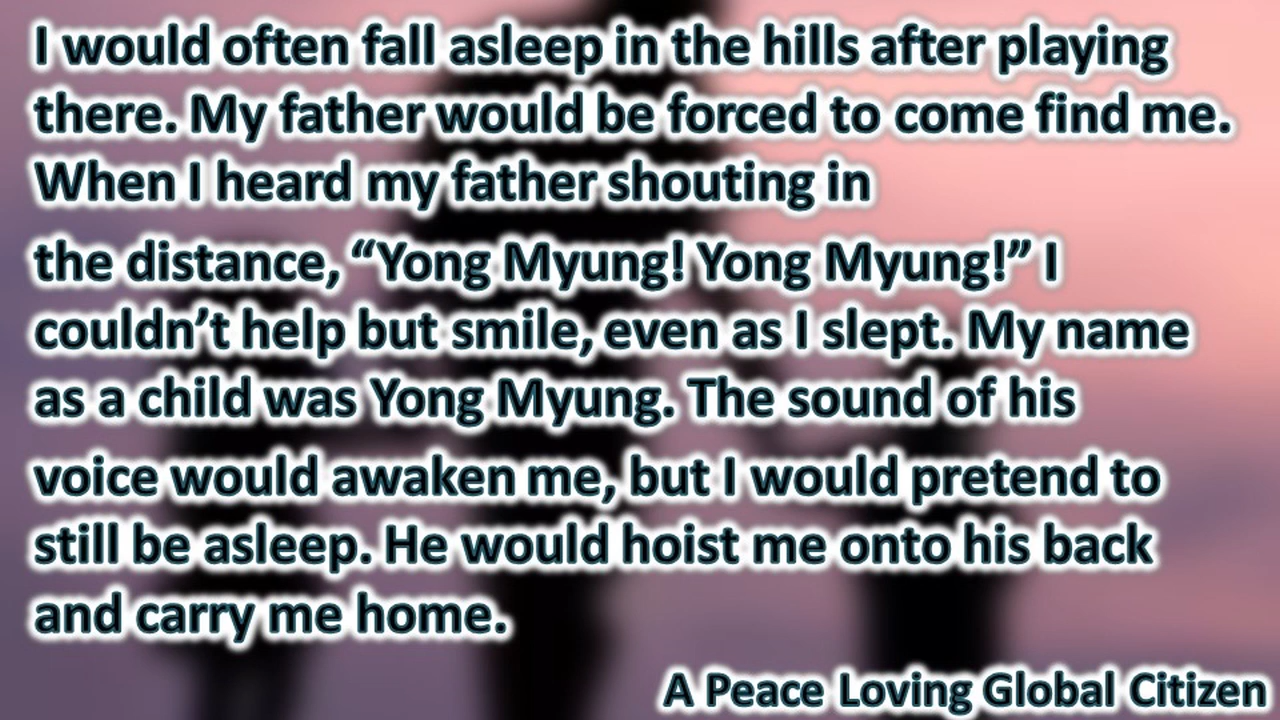 I would often fall asleep in the hills after playing
there. My father would be forced to come find me.
When I heard my father shouting in
the distance, “Yong Myung! Yong Myung!” I
couldn’t help but smile, even as I slept. My name
as a child was Yong Myung. The sound of his
voice would awaken me, but I would pretend to
still be asleep. He would hoist me onto his back
and carry me home.
A Peace Loving Global Citizen